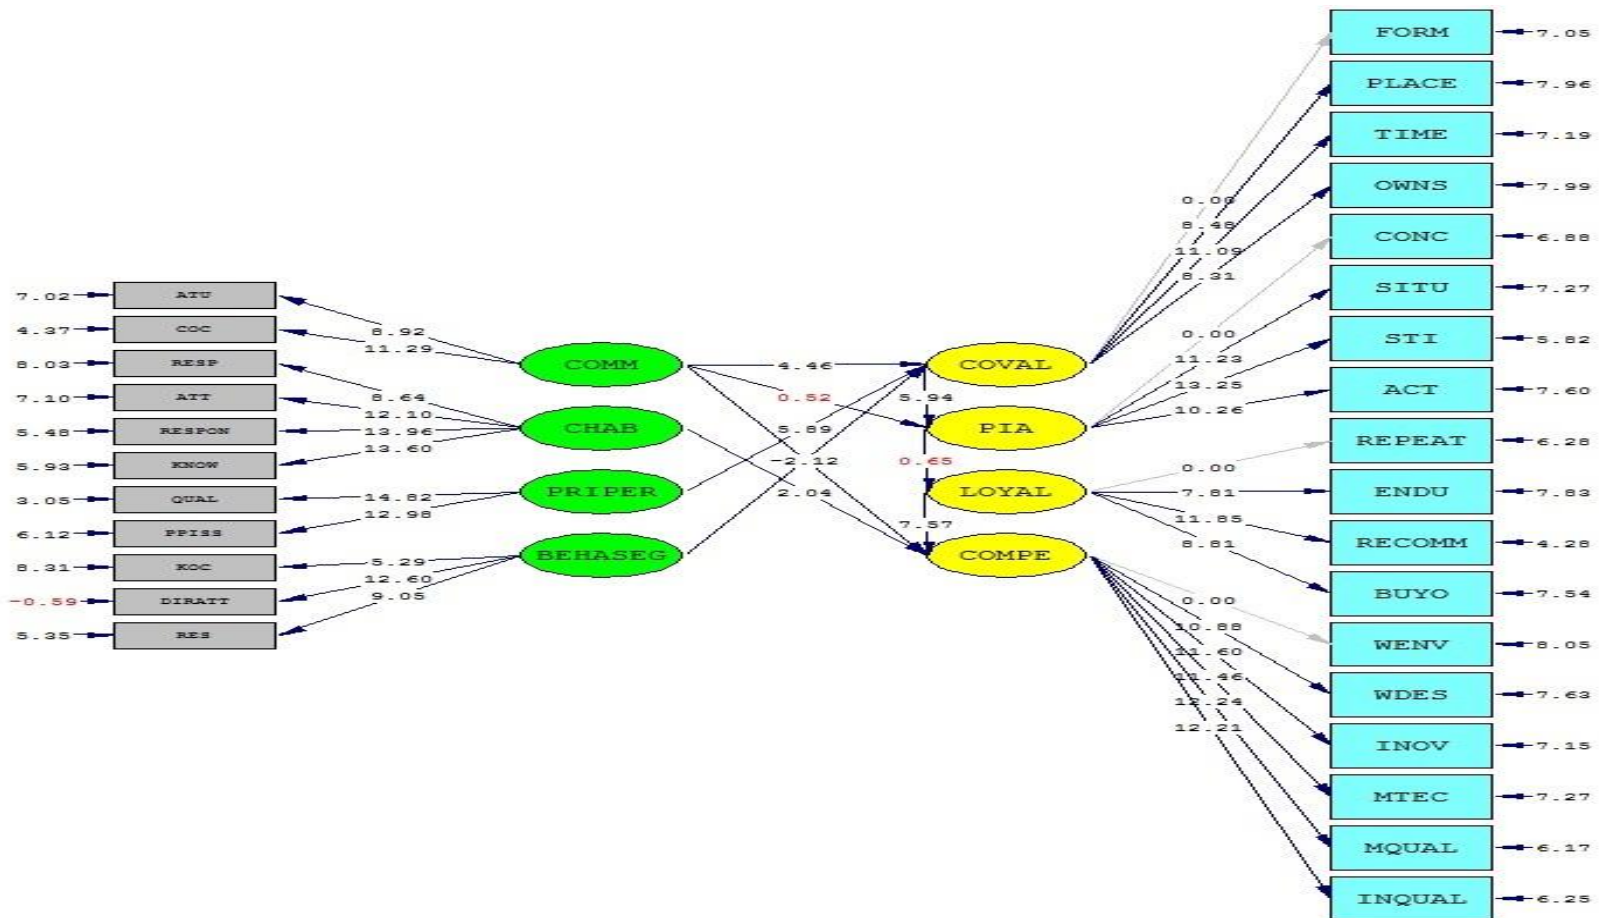 FORM 7.05
PLACE 7.96
TIME 7.19
OWNS 7.99
CONC 6.88
SITU 7.27
STI 5.82
ACT 7.60
REPEAT 6.28
ENDU 7.83
RECOMM 4.28
BUYO 7.54
WENV 8.05
WDES 7.63
INOV 7.15
MTEC 7.27
MQUAL 6.17
INQUAL 6.25
7.02 ATU
4.37 COC
8.03 RESP
7.10 ATT
5.48 RESPON
5.93 KNOW
3.05 QUAL
6.12 PPISS
8.31 KOC
-0.59 DIRATT
5.35 RES
8.92
11.29
8.64
12.10
13.96
13.60
14.82
12.98
5.29
12.60
9.05
COMM
CHAB
PRIPER
BEHASEG
4.46
0.52
5.94
5.89
-2.12
0.65
2.04
7.57
COVAL
PIA
LOYAL
COMPE
0.00
8.48
11.09
8.31
0.00
11.23
13.25
10.26
0.00
7.81
11.85
8.81
0.00
10.88
11.60
11.46
12.24
12.21